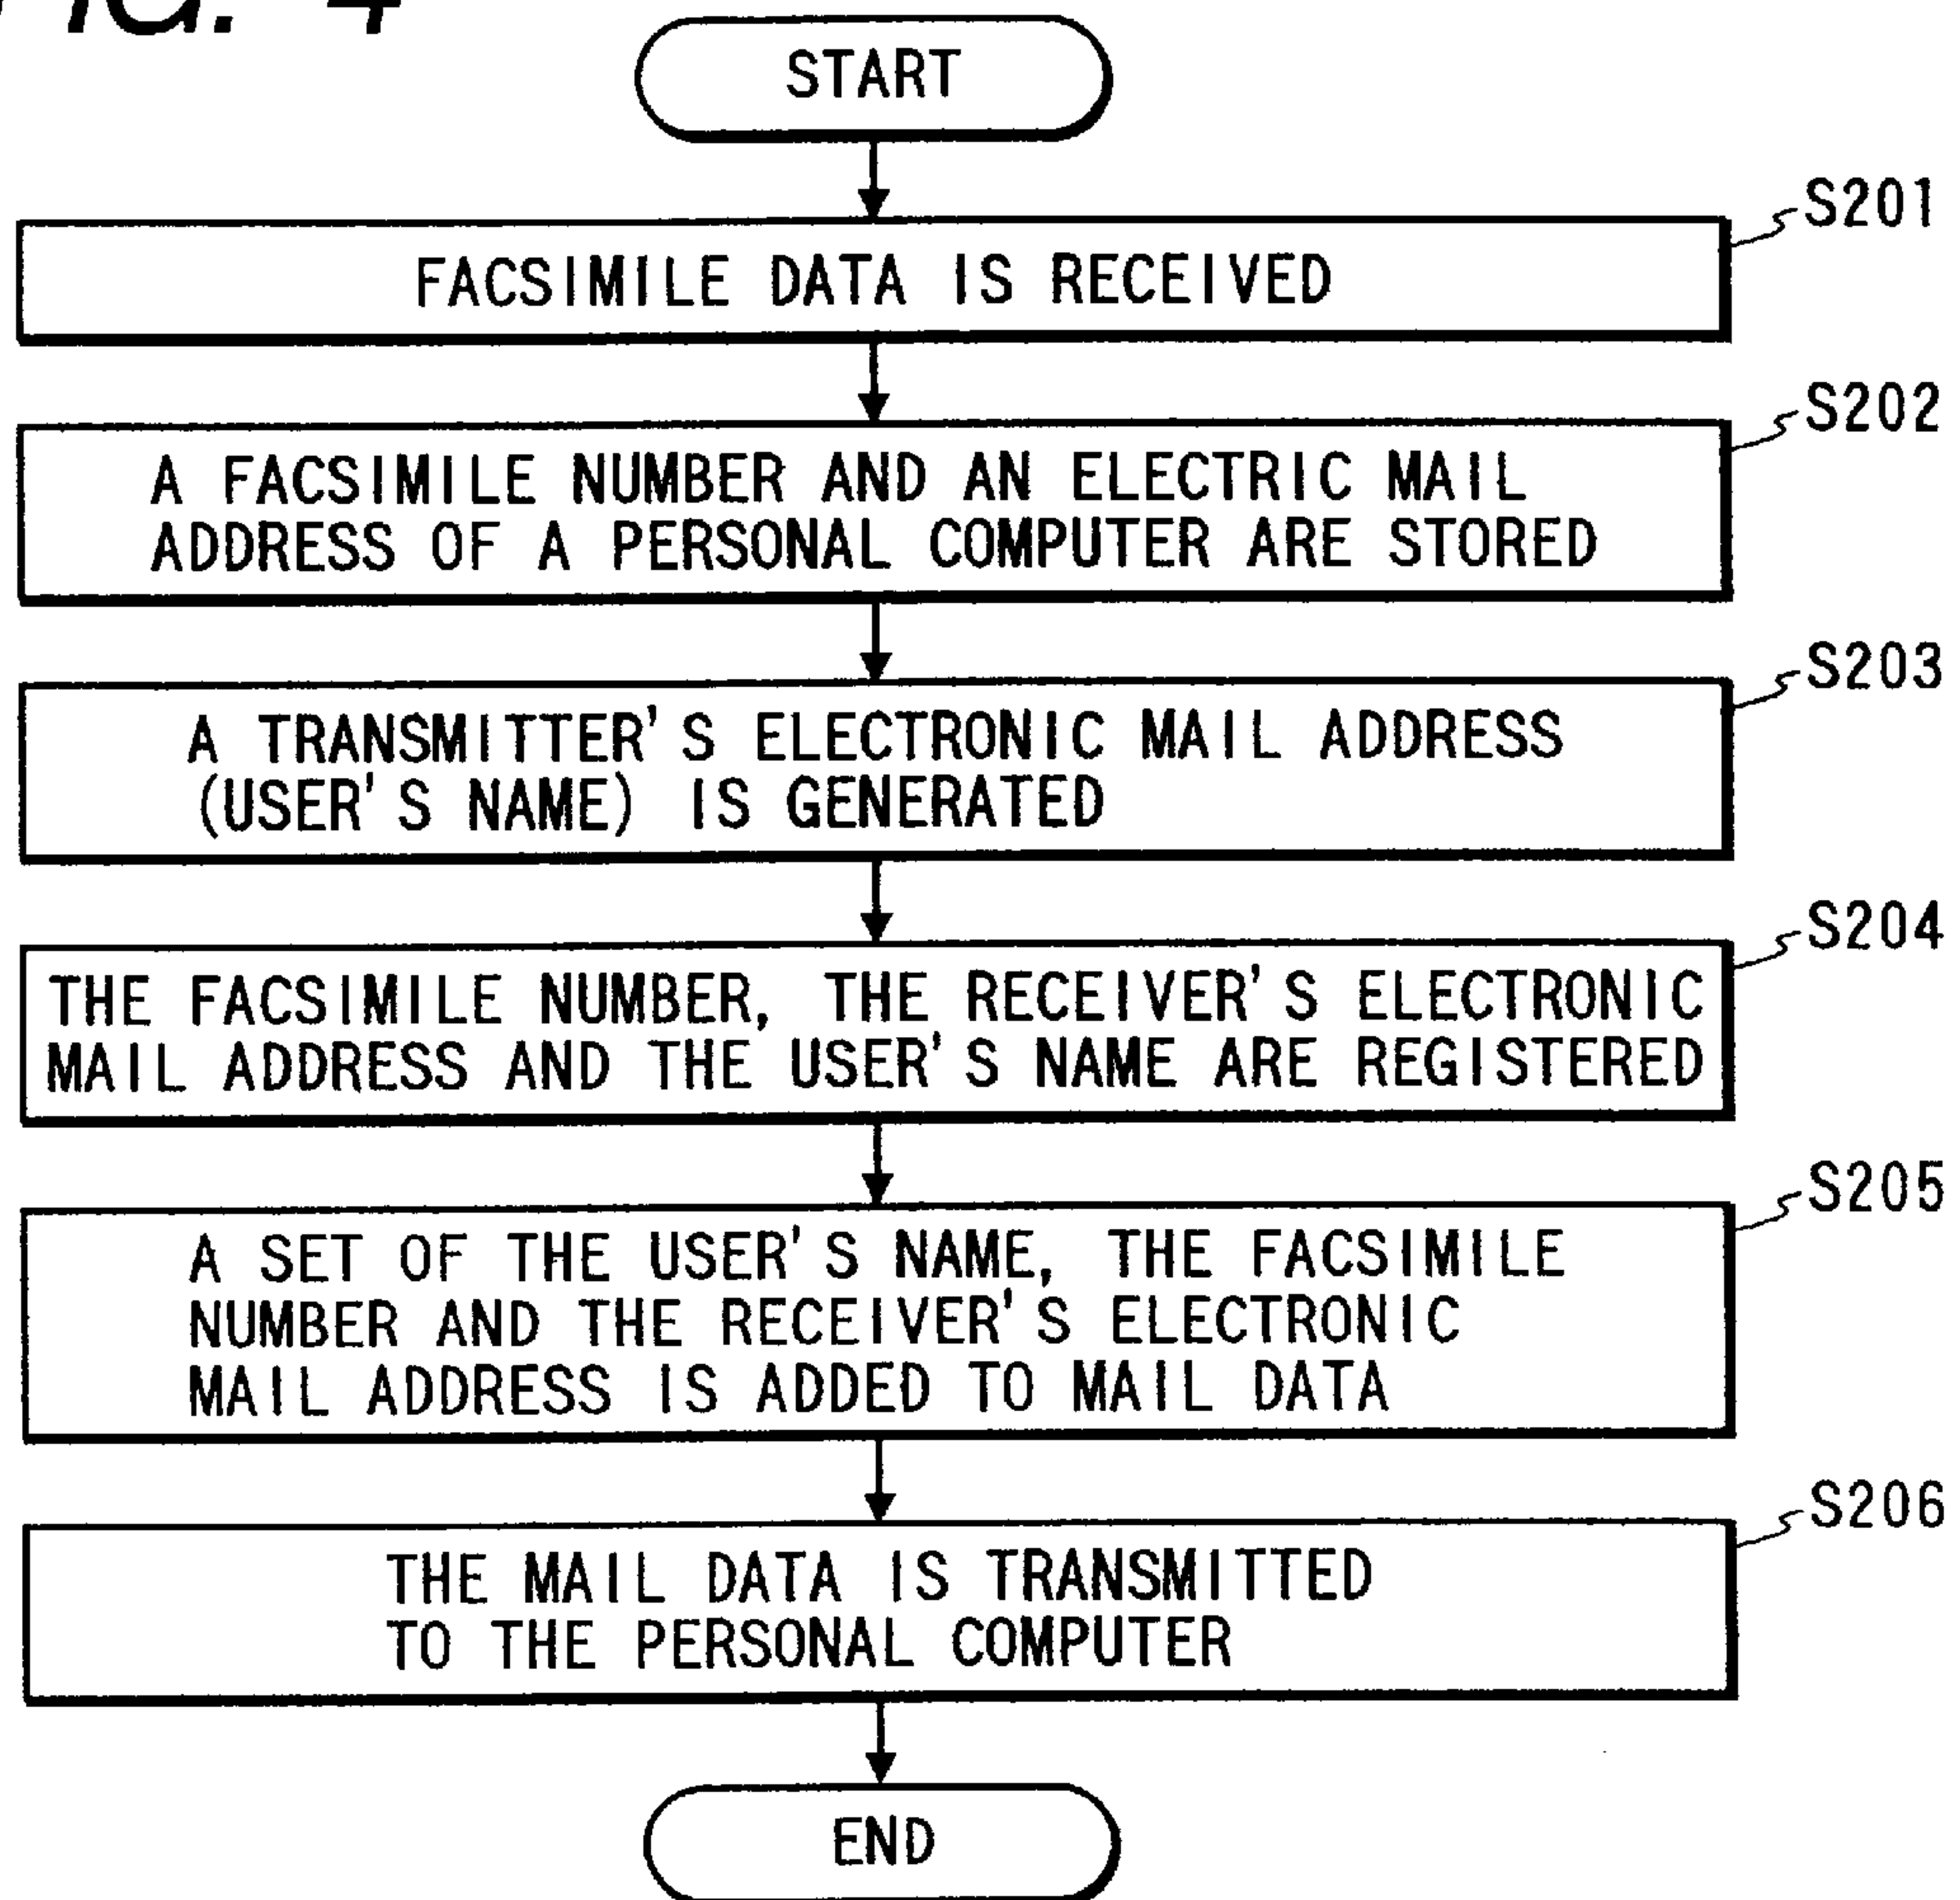 FIG. 4
START
S201
FACSIMILE DATA IS RECEIVED
S202
A FACSIMILE NUMBER AND AN ELECTRIC MAIL
ADDRESS OF A PERSONAL COMPUTER ARE STORED
S203
A TRANSMITTER'S ELECTRONIC MAIL ADDRESS
(USER'S NAME) IS GENERATED
S204
THE FACSIMILE NUMBER, THE RECEIVER'S ELECTRONIC
MAIL ADDRESS AND THE USER'S NAME ARE REGISTERED
S205
A SET OF THE USER'S NAME, THE FACSIMILE
NUMBER AND THE RECEIVER'S ELECTRONIC
MAIL ADDRESS IS ADDED TO MAIL DATA
S206
THE MAIL DATA IS TRANSMITTED
TO THE PERSONAL COMPUTER
END